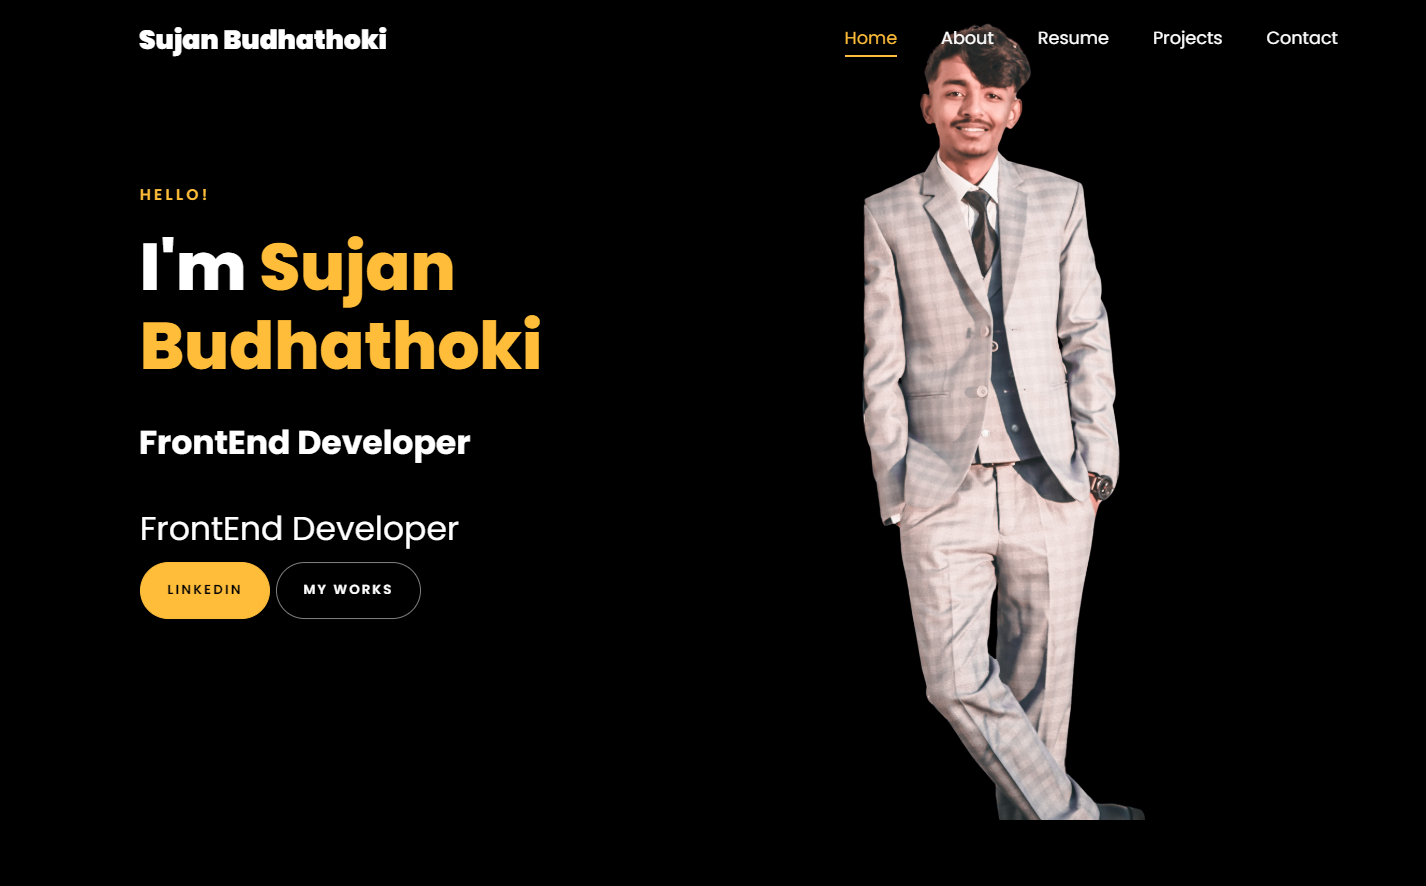 Sujan Budhathoki
Home About Resume Projects Contact
HELLO!
I'm Sujan
Budhathoki
FrontEnd Developer
FrontEnd Developer
LINKEDIN MY WORKS